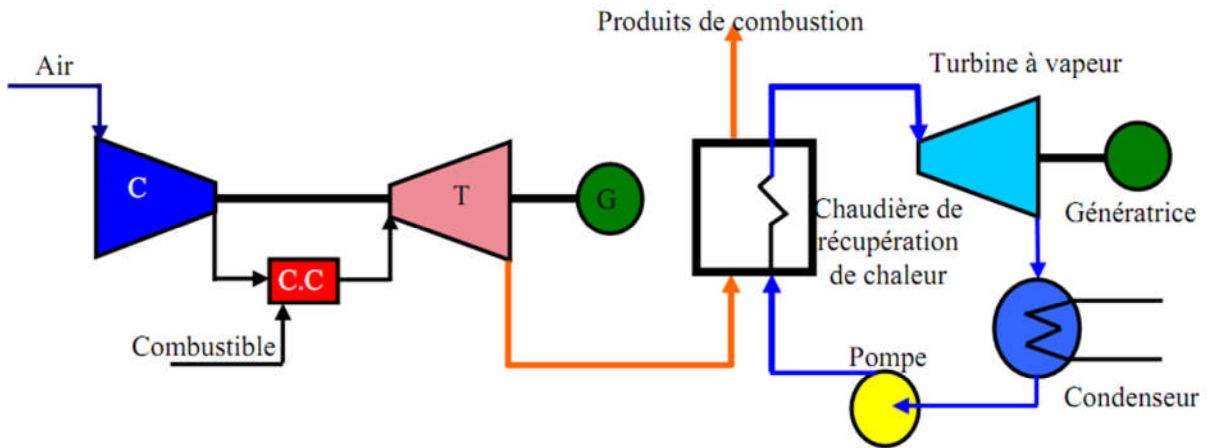 Produits de combustion
Air
Turbine à vapeur
C
T
G
Chaudière de
récupération
de chaleur
Génératrice
C.C
Combustible
Pompe
Condenseur